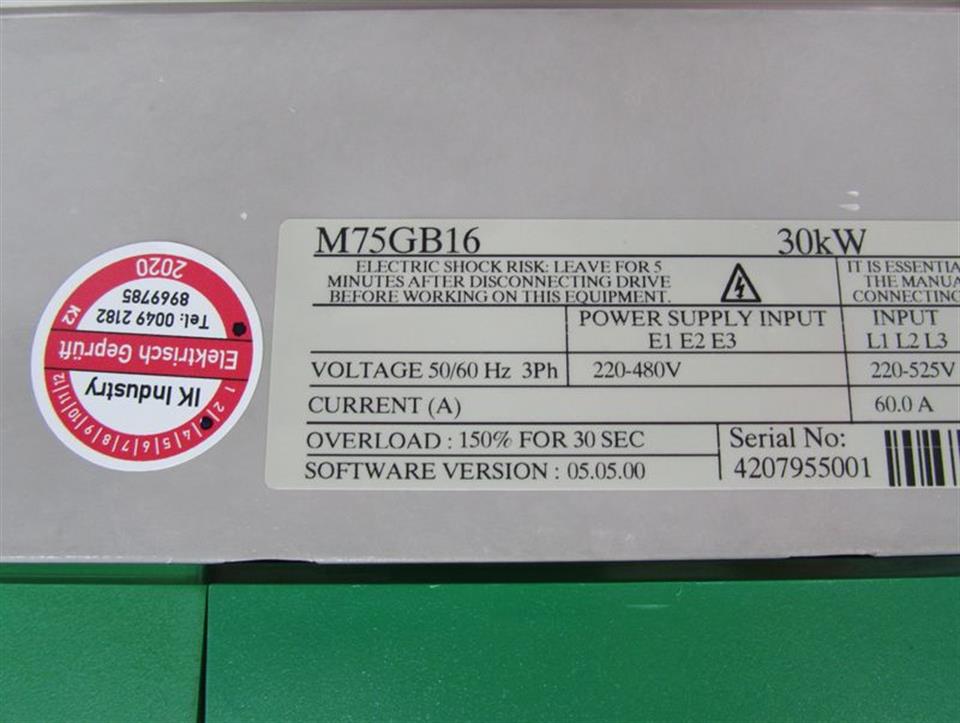 M75GB16 30kW
ELECTRIC SHOCK RISK: LEAVE FOR 5
MINUTES AFTER DISCONNECTING DRIVE
BEFORE WORKING ON THIS EQUIPMENT.
IT IS ESSENTIA
THE MANUA
CONNECTING
POWER SUPPLY INPUT
E1 E2 E3
INPUT
L1 L2 L3
VOLTAGE 50/60 Hz 3Ph 220-480V 220-525V
CURRENT (A) 60.0 A
OVERLOAD : 150% FOR 30 SEC
SOFTWARE VERSION : 05.05.00
Serial No:
4207955001
1 2 4 5 6 7 8 9 10 11 12
IK Industry
Elektrisch Geprüft
Tel: 0049 2182
8969785
K2
2020